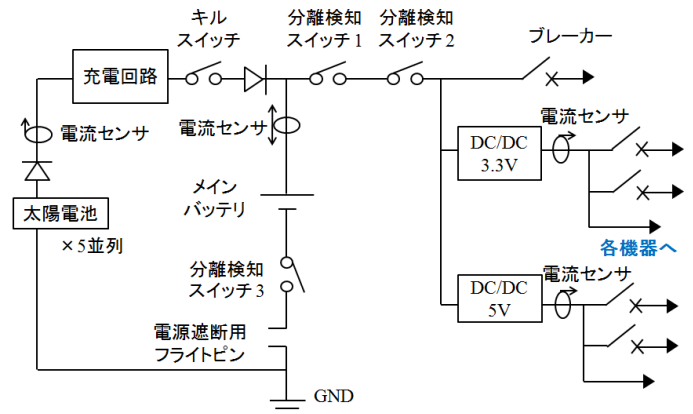 キル
スイッチ
分離検知
スイッチ1
分離検知
スイッチ2
ブレーカー
充電回路
電流センサ
電流センサ
電流センサ
DC/DC
3.3V
メイン
バッテリ
太陽電池
×5並列
各機器へ
分離検知
スイッチ3
電流センサ
DC/DC
5V
電源遮断用
フライトピン
GND